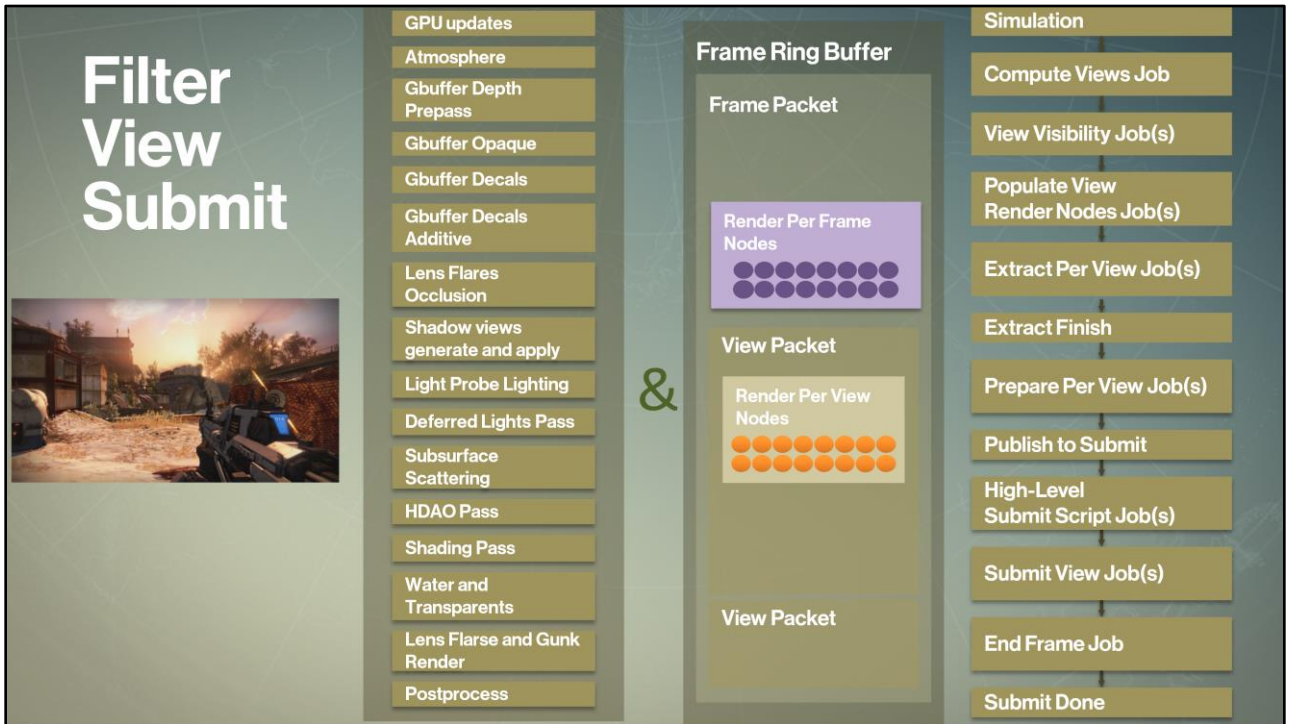 Filter
View
Submit
GPU updates
Atmosphere
Gbuffer Depth
Prepass
Gbuffer Opaque
Gbuffer Decals
Gbuffer Decals
Additive
Lens Flares
Occlusion
Shadow views
generate and apply
Light Probe Lighting
Deferred Lights Pass
Subsurface
Scattering
HDAO Pass
Shading Pass
Water and
Transparents
Lens Flarse and Gunk
Render
Postprocess
&
Frame Ring Buffer
Frame Packet
Render Per Frame
Nodes
View Packet
Render Per View
Nodes
View Packet
Simulation
Compute Views Job
View Visibility Job(s)
Populate View
Render Nodes Job(s)
Extract Per View Job(s)
Extract Finish
Prepare Per View Job(s)
Publish to Submit
High-Level
Submit Script Job(s)
Submit View Job(s)
End Frame Job
Submit Done